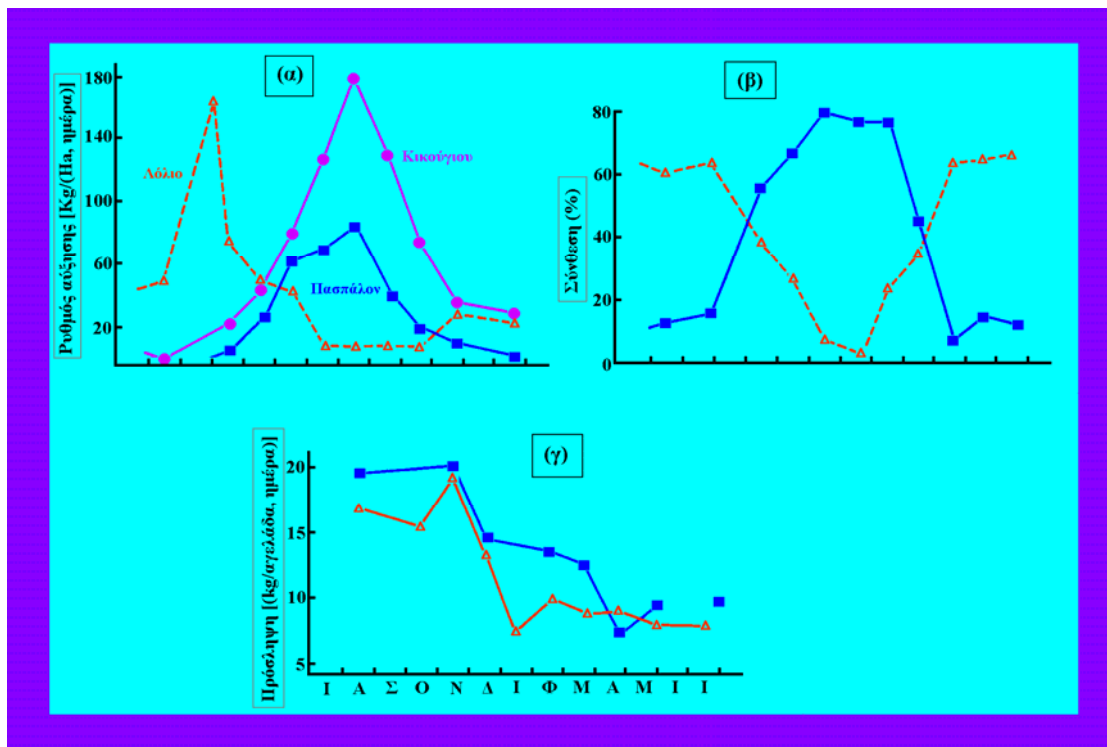 (α)
Ρυθμός αύξησης [Kg/(Ha, ημέρα)]
180
140
100
60
20
Λόλιο
Κικούγιου
Πασπάλον
(β)
Σύνθεση (%)
80
60
40
20
0
(γ)
Πρόσληψη [(kg/αγελάδα, ημέρα)]
20
15
10
5
Ι Α Σ Ο Ν Δ Ι Φ Μ Α Μ Ι Ι